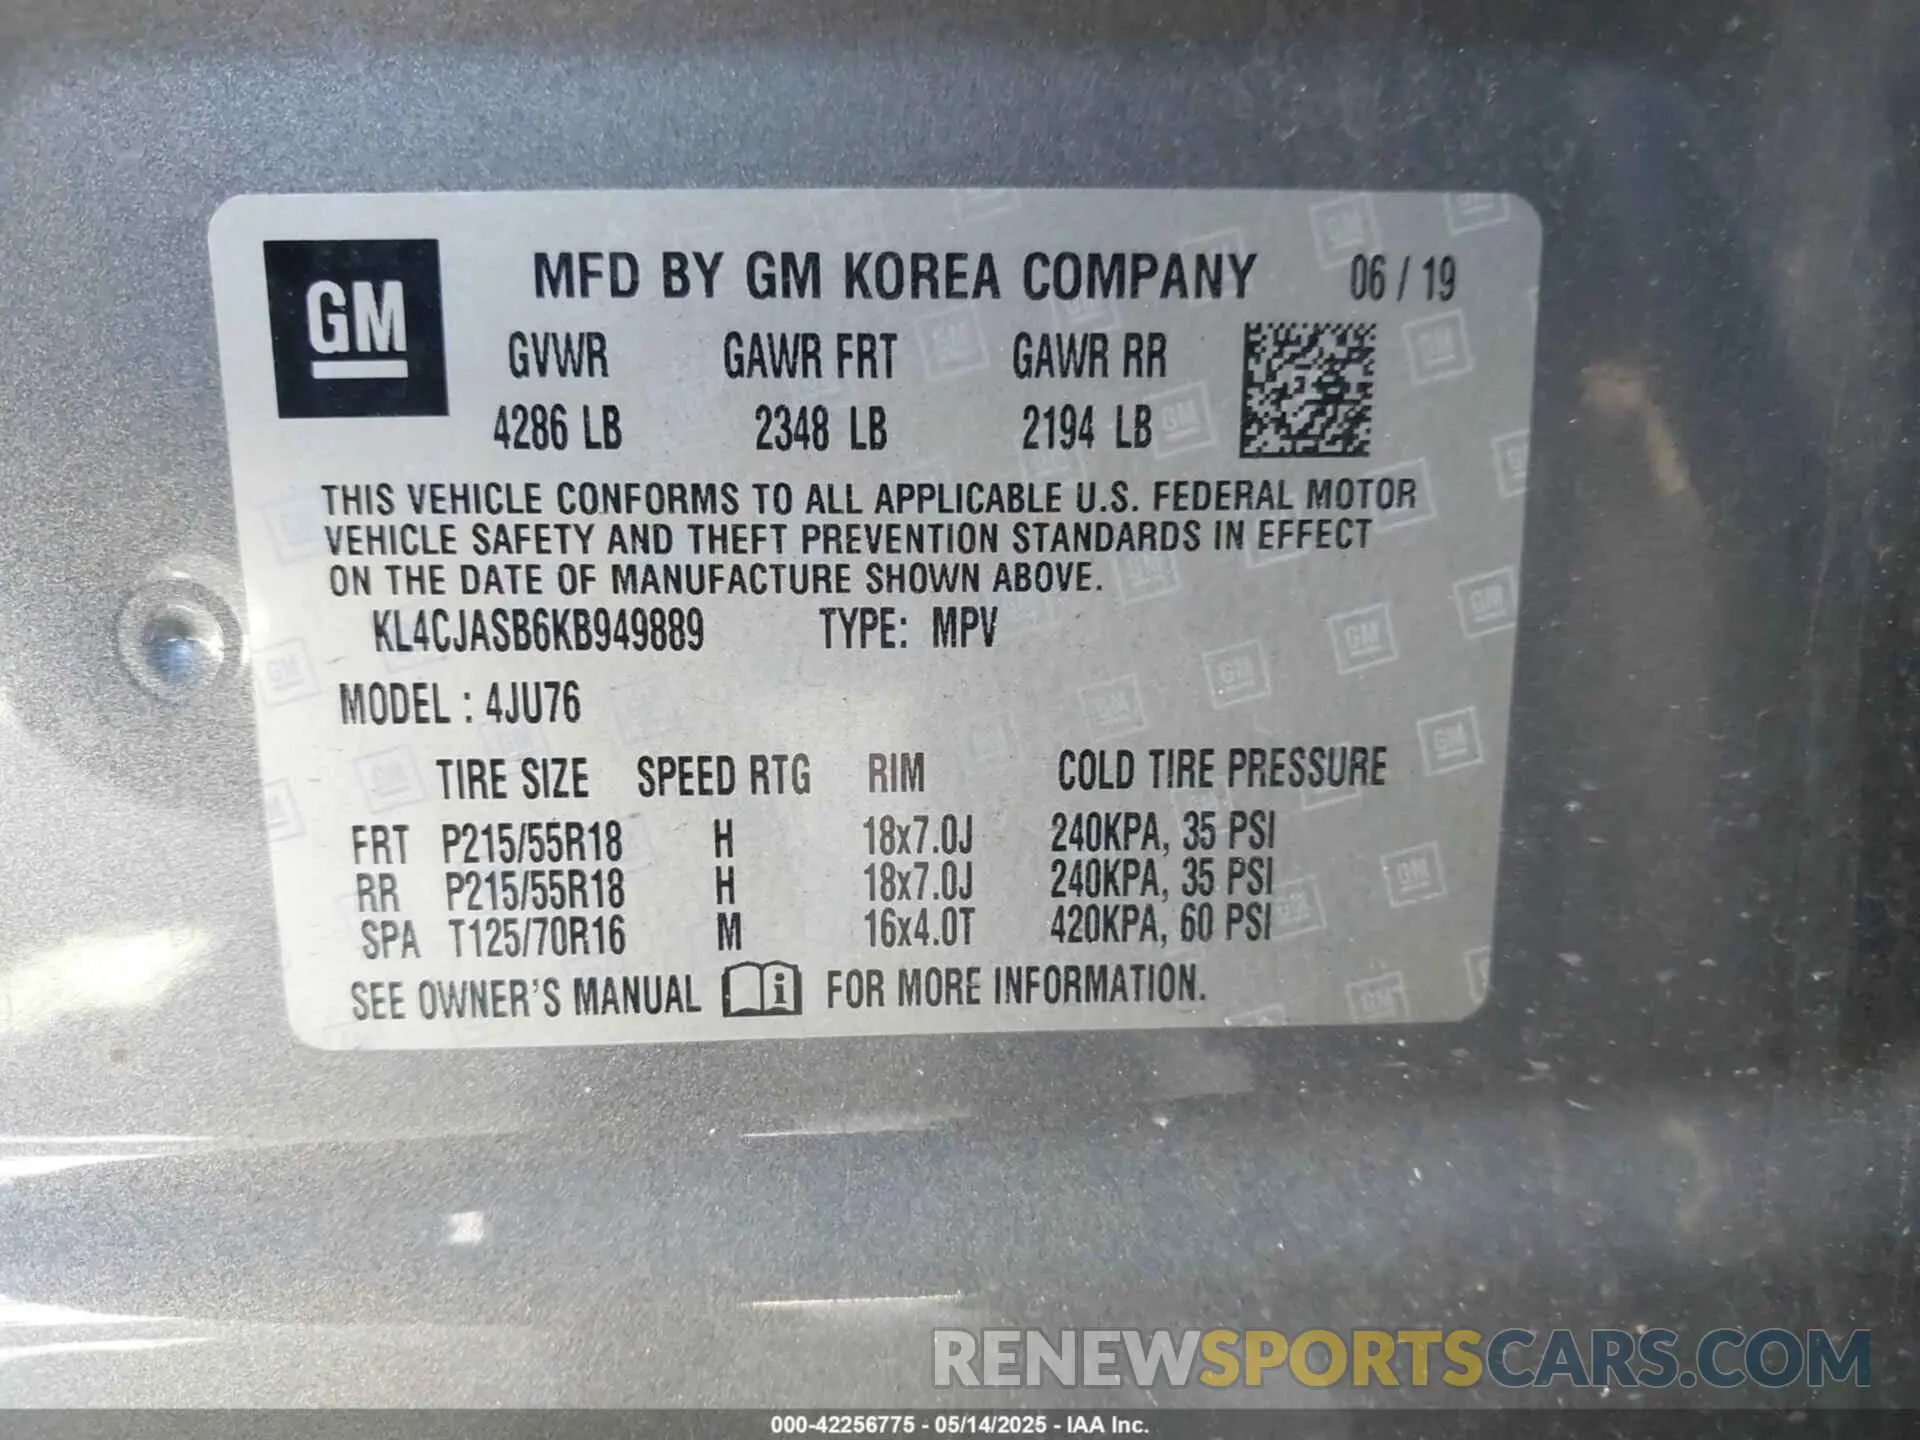 GM
MFD BY GM KOREA COMPANY 06 / 19
GVWR GAWR FRT GAWR RR
4286 LB 2348 LB 2194 LB
THIS VEHICLE CONFORMS TO ALL APPLICABLE U.S. FEDERAL MOTOR
VEHICLE SAFETY AND THEFT PREVENTION STANDARDS IN EFFECT
ON THE DATE OF MANUFACTURE SHOWN ABOVE.
KL4CJASB6KB949889 TYPE: MPV
MODEL : 4JU76
TIRE SIZE SPEED RTG RIM COLD TIRE PRESSURE
FRT P215/55R18 H 18x7.0J 240KPA, 35 PSI
RR P215/55R18 H 18x7.0J 240KPA, 35 PSI
SPA T125/70R16 M 16x4.0T 420KPA, 60 PSI
SEE OWNER'S MANUAL i FOR MORE INFORMATION.
RENEWSPORTSCARS.COM
000-42256775 - 05/14/2025 - IAA Inc.